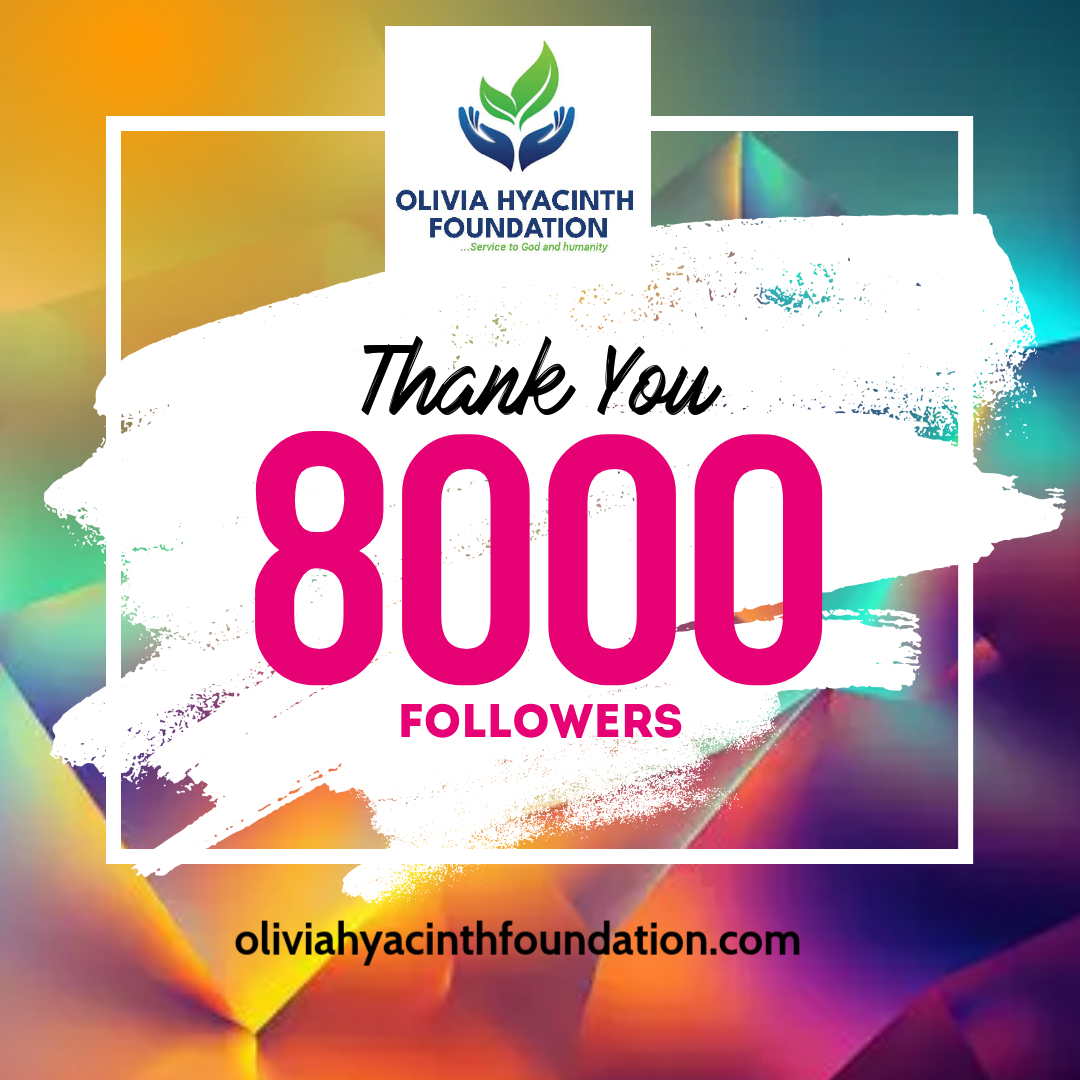 OLIVIA HYACINTH
FOUNDATION
...Service to God and humanity
Thank You
8000
FOLLOWERS
oliviahyacinthfoundation.com